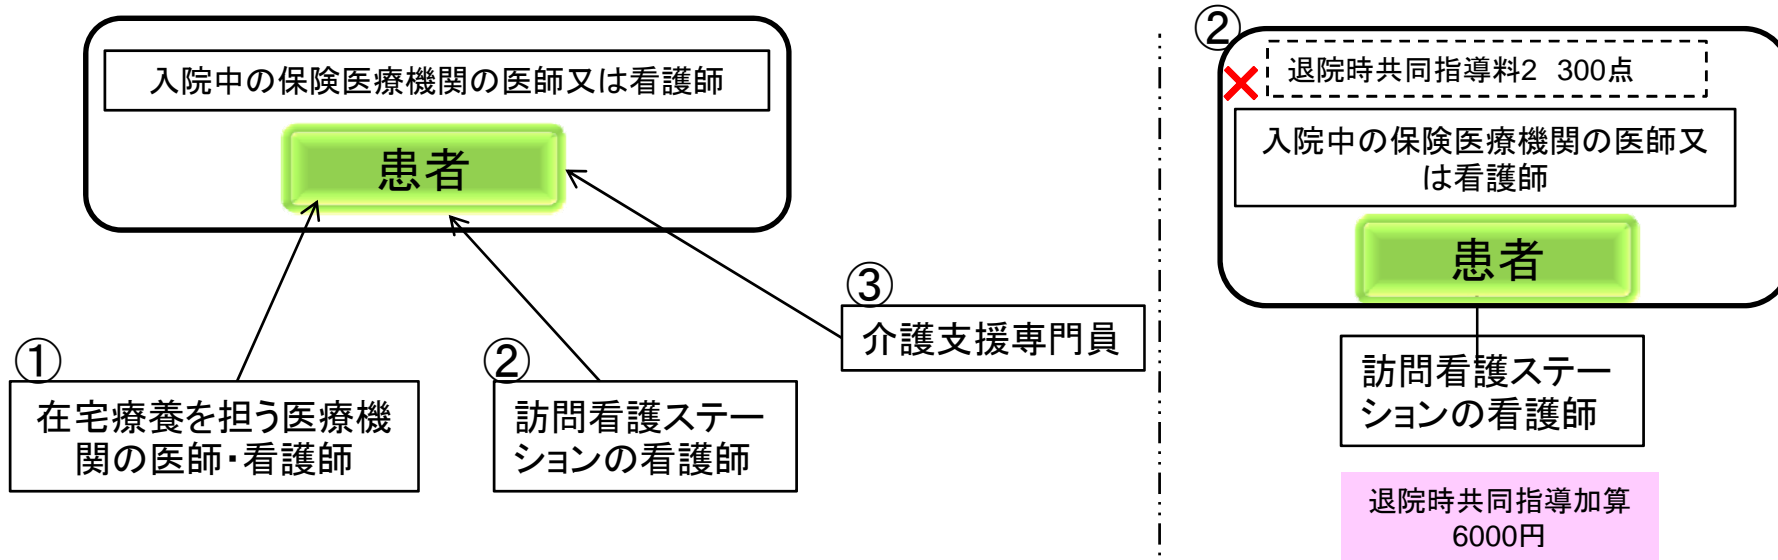 入院中の保険医療機関の医師又は看護師
患者
③
介護支援専門員
①
在宅療養を担う医療機
関の医師・看護師
②
訪問看護ステー
ションの看護師
②
退院時共同指導料2 300点
入院中の保険医療機関の医師又
は看護師
患者
訪問看護ステー
ションの看護師
退院時共同指導加算
6000円